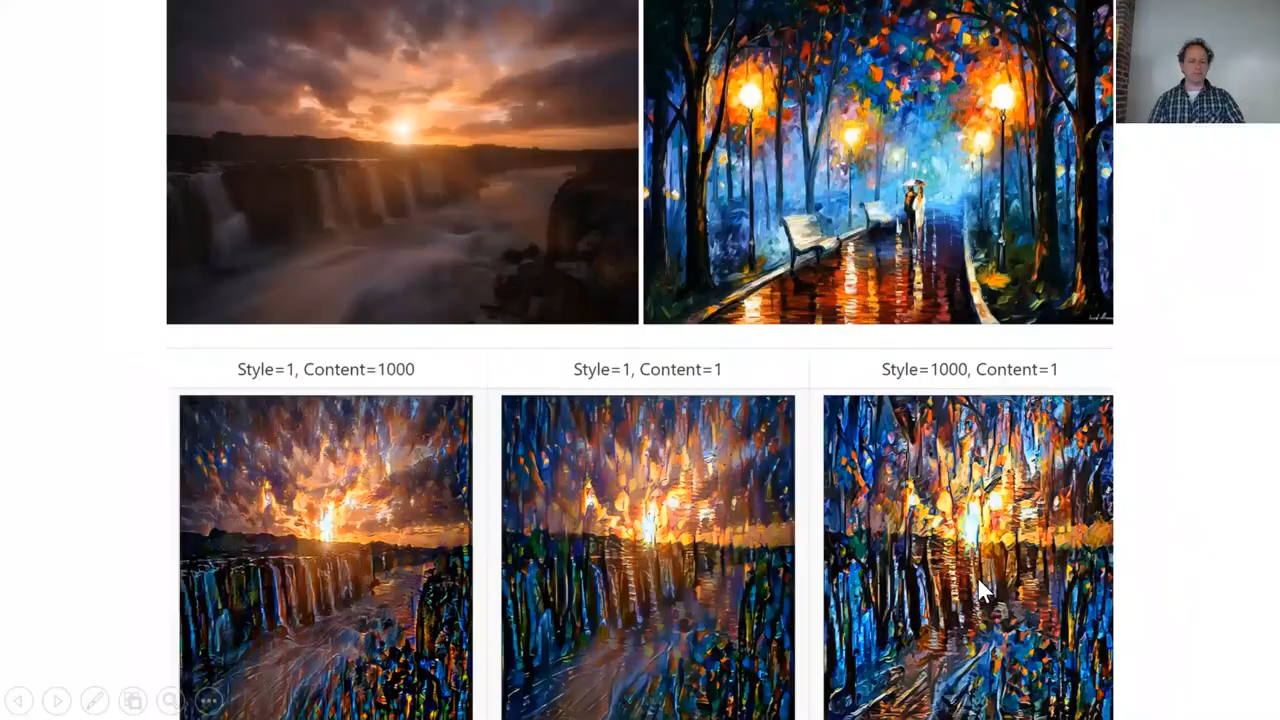 Style=1, Content=1000
Style=1, Content=1
Style=1000, Content=1